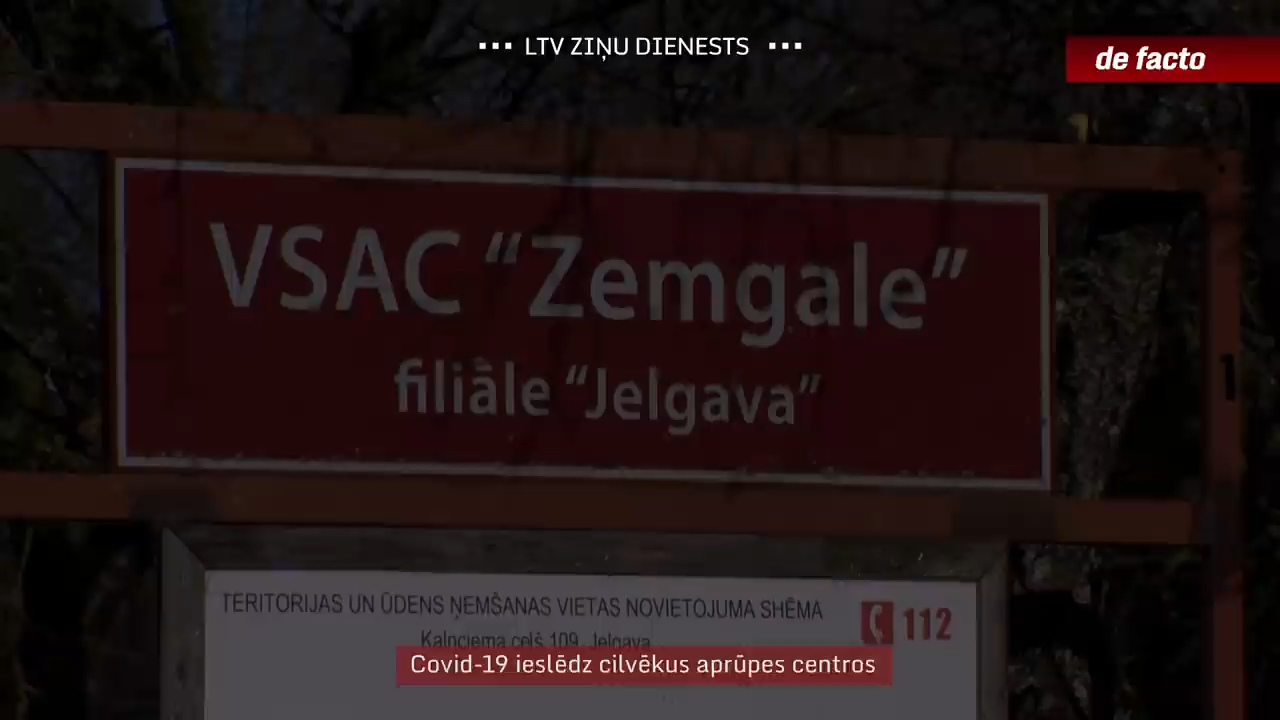 LTV ZIŅU DIENESTS
de facto
VSAC “Zemgale”
filiāle “Jelgava”
TERITORIJAS UN ŪDENS ŅEMŠANAS VIETAS NOVIETOJUMA SHĒMA
112
Kalnciema ceļš 109, Jelgava
Covid-19 ieslēdz cilvēkus aprūpes centros